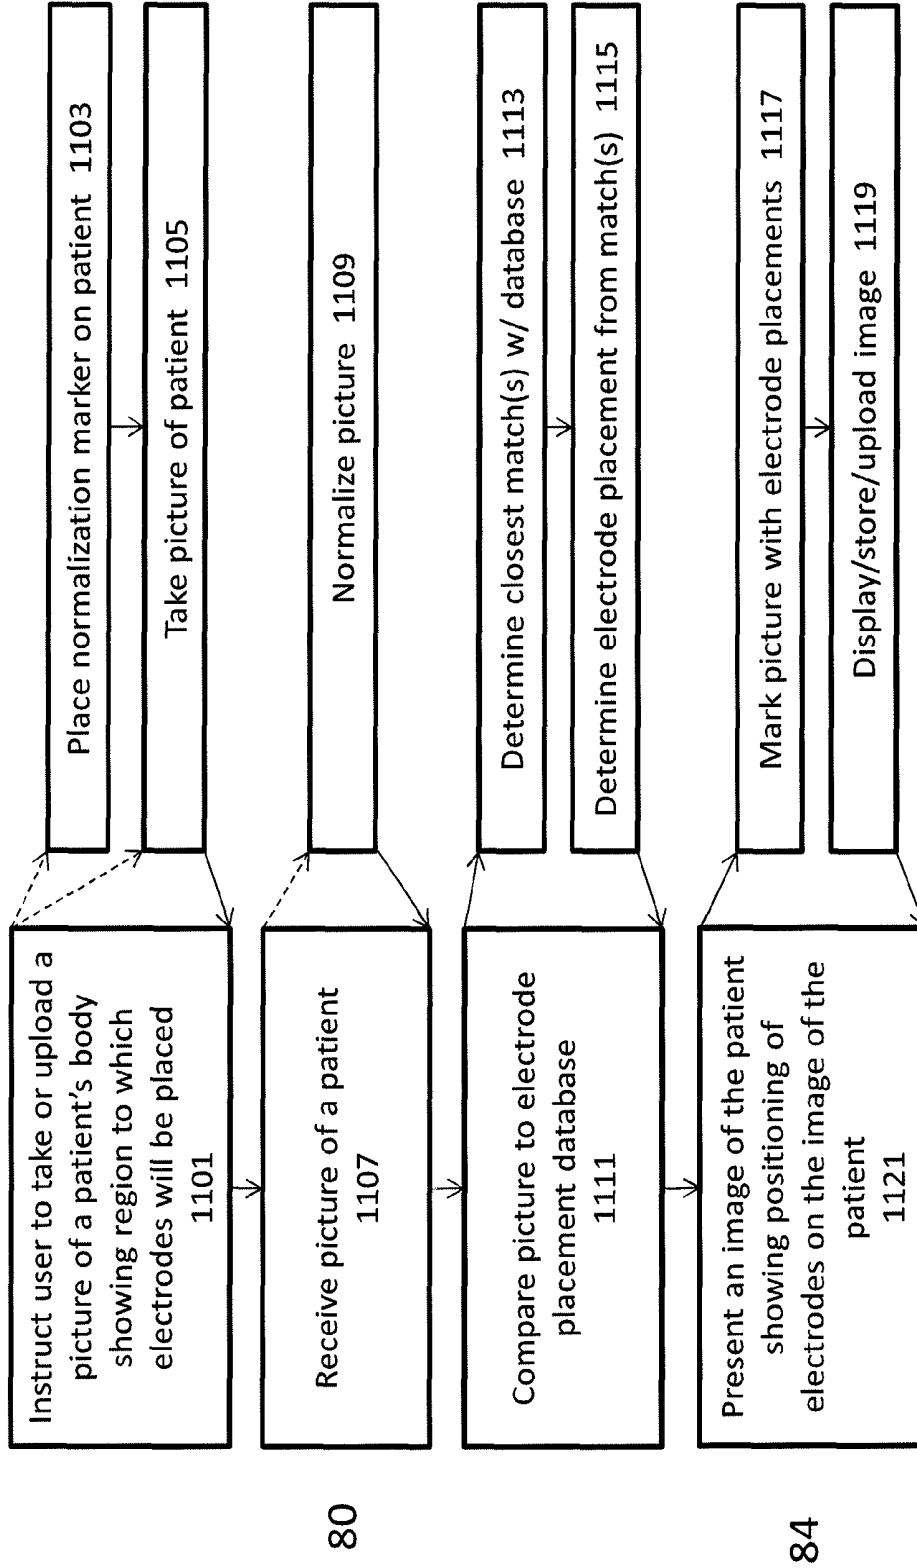 Instruct user to take or upload a
picture of a patient's body
showing region to which
electrodes will be placed
1101
Place normalization marker on patient 1103
Take picture of patient 1105
80
Receive picture of a patient
1107
Normalize picture 1109
Compare picture to electrode
placement database
1111
Determine closest match(s) w/ database 1113
Determine electrode placement from match(s) 1115
84
Present an image of the patient
showing positioning of
electrodes on the image of the
patient
1121
Mark picture with electrode placements 1117
Display/store/upload image 1119